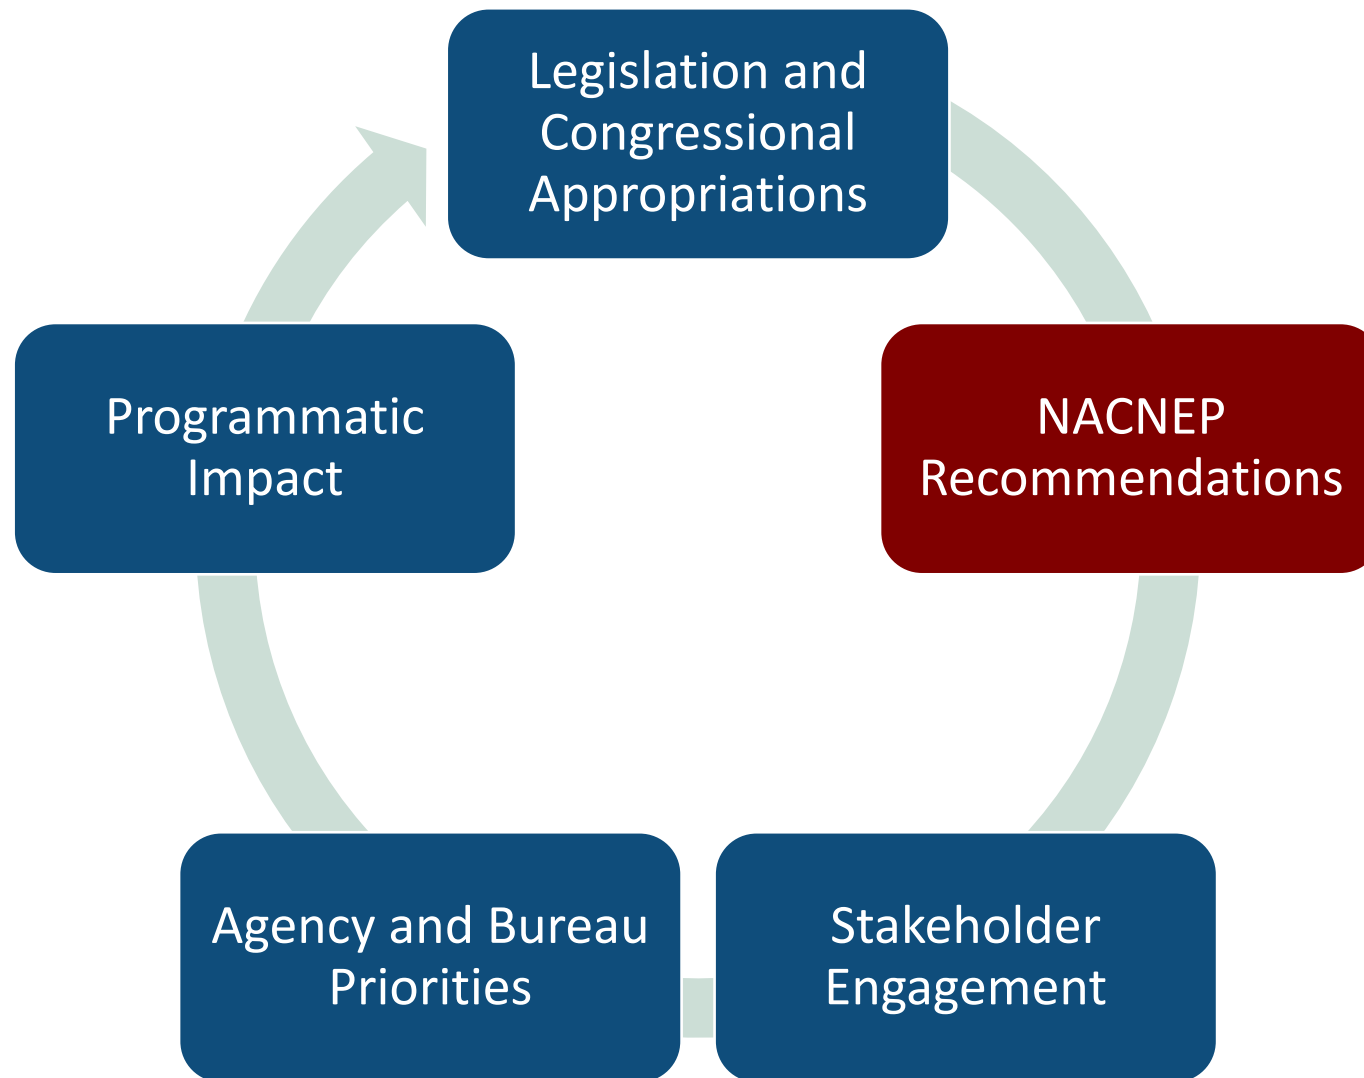 Legislation and
Congressional
Appropriations
NACNEP
Recommendations
Stakeholder
Engagement
Agency and Bureau
Priorities
Programmatic
Impact